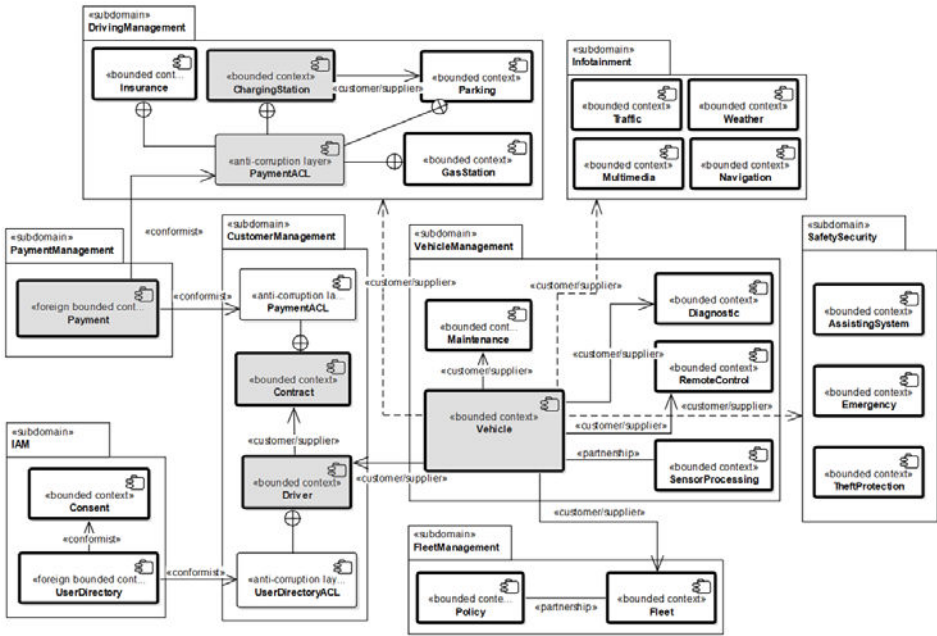 «subdomain»
DrivingManagement
«bounded cont...
Insurance
«bounded context»
ChargingStation
«customer/supplier»
«bounded context»
Parking
«anti-corruption layer»
PaymentACL
«bounded context»
GasStation
«subdomain»
Infotainment
«bounded context»
Traffic
«bounded context»
Weather
«bounded context»
Multimedia
«bounded context»
Navigation
«conformist»
«subdomain»
PaymentManagement
«foreign bounded cont...
Payment
«conformist»
«subdomain»
CustomerManagement
«anti-corruption la...
PaymentACL
«bounded context»
Contract
«customer/supplier»
«bounded context»
Driver
«anti-corruption lay...
UserDirectoryACL
«customer/supplier»
«customer/supplier»
«subdomain»
VehicleManagement
«customer/supplier»
«bounded cont...
Maintenance
«customer/supplier»
«bounded context»
Vehicle
«bounded context»
Diagnostic
«customer/supplier»
«bounded context»
RemoteControl
«customer/supplier»
«customer/supplier»
«partnership»
«bounded context»
SensorProcessing
«subdomain»
SafetySecurity
«bounded context»
AssistingSystem
«bounded context»
Emergency
«bounded context»
TheftProtection
«subdomain»
IAM
«bounded context»
Consent
«conformist»
«foreign bounded cont...
UserDirectory
«conformist»
«customer/supplier»
«subdomain»
FleetManagement
«bounded cont...
Policy
«partnership»
«bounded context»
Fleet